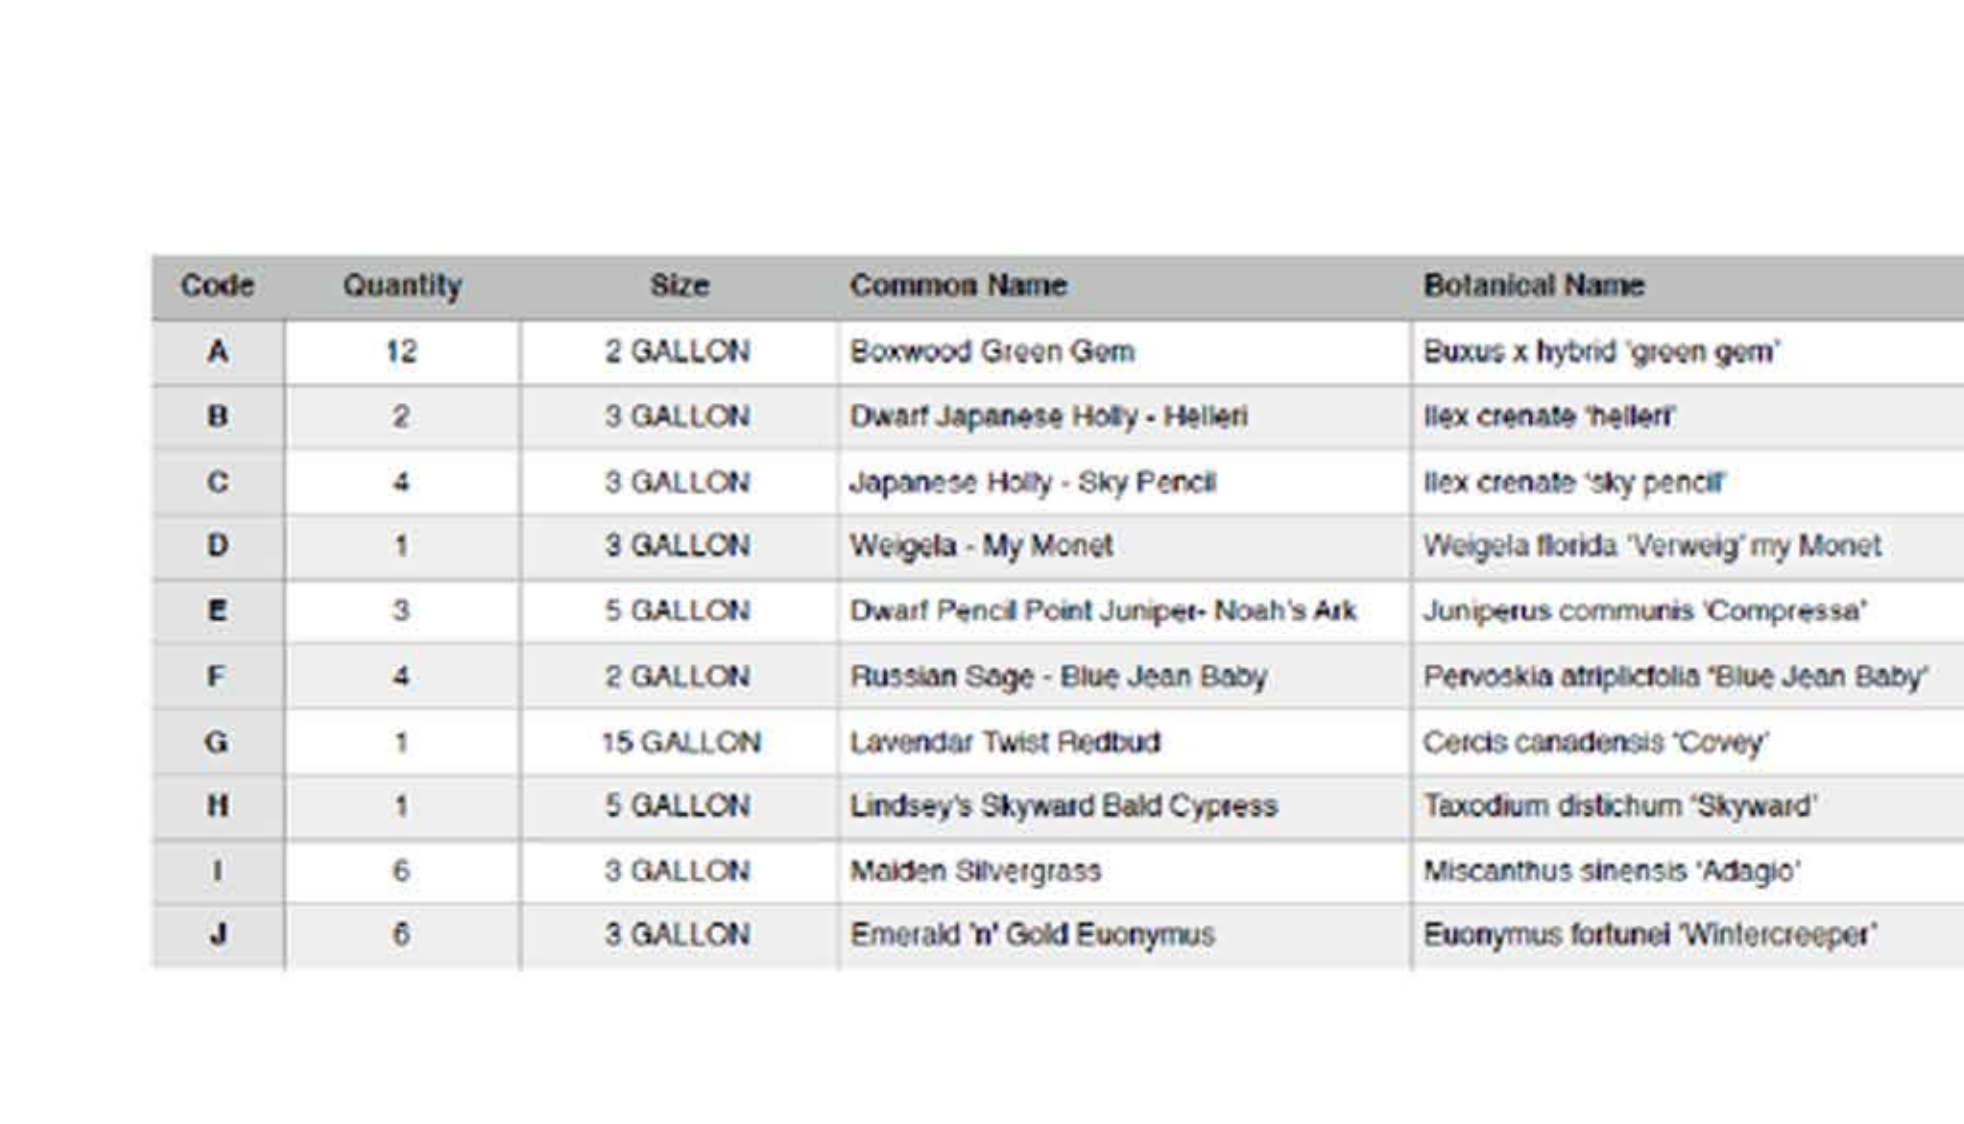 Code Quantity Size Common Name Botanical Name
A 12 2 GALLON Boxwood Green Gem Buxus x hybrid 'green gem'
B 2 3 GALLON Dwarf Japanese Holly - Helleri Ilex crenate 'helleri'
C 4 3 GALLON Japanese Holly - Sky Pencil Ilex crenate 'sky pencil'
D 1 3 GALLON Weigela - My Monet Weigela florida 'Verweig' my Monet
E 3 5 GALLON Dwarf Pencil Point Juniper- Noah's Ark Juniperus communis 'Compressa'
F 4 2 GALLON Russian Sage - Blue Jean Baby Pervoskia atriplicfolia 'Blue Jean Baby'
G 1 15 GALLON Lavendar Twist Redbud Cercis canadensis 'Covey'
H 1 5 GALLON Lindsey's Skyward Bald Cypress Taxodium distichum 'Skyward'
I 6 3 GALLON Maiden Silvergrass Miscanthus sinensis 'Adagio'
J 6 3 GALLON Emerald 'n' Gold Euonymus Euonymus fortunei 'Wintercreeper'